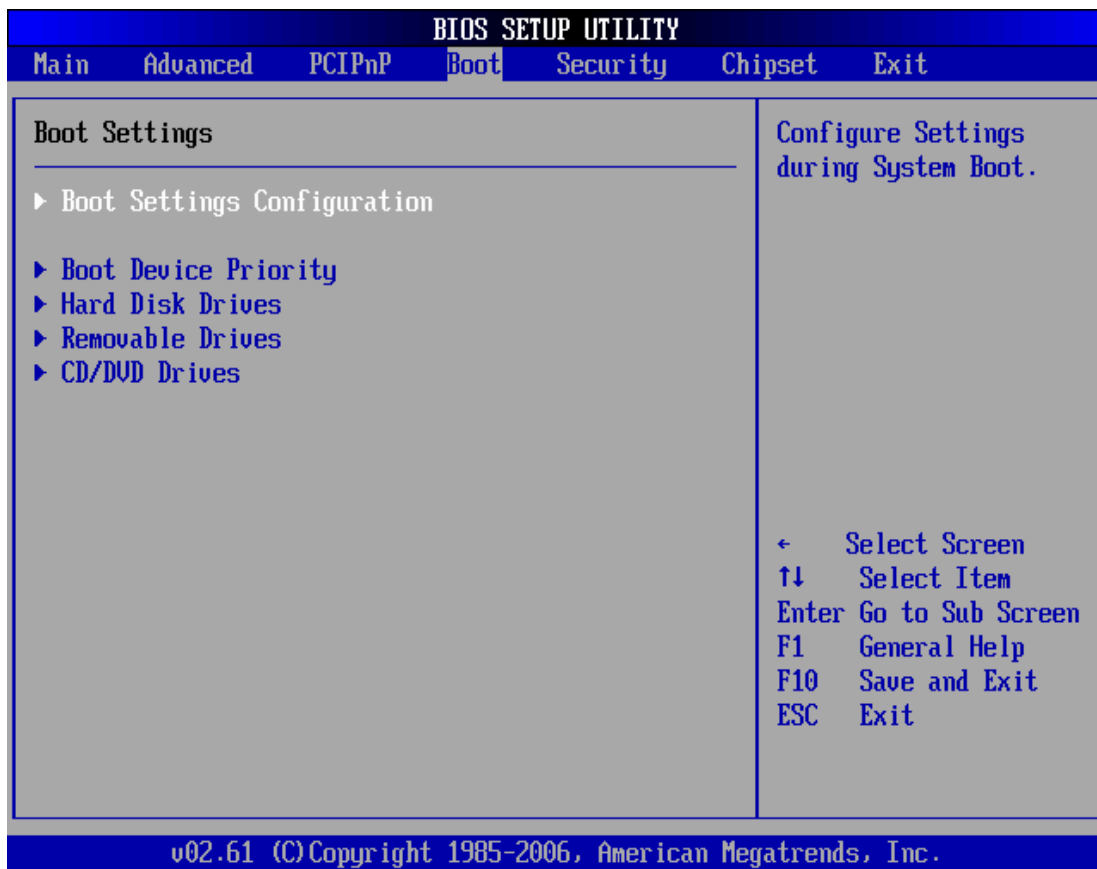 BIOS SETUP UTILITY
Main Advanced PCIPnP Boot Security Chipset Exit
Boot Settings
▶ Boot Settings Configuration
▶ Boot Device Priority
▶ Hard Disk Drives
▶ Removable Drives
▶ CD/DVD Drives
Configure Settings
during System Boot.
← Select Screen
↑↓ Select Item
Enter Go to Sub Screen
F1 General Help
F10 Save and Exit
ESC Exit
v02.61 (C)Copyright 1985-2006, American Megatrends, Inc.